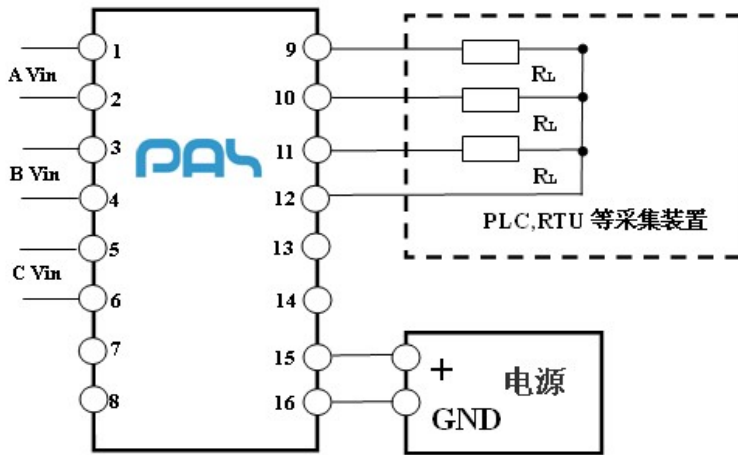 A Vin
B Vin
C Vin
1
2
3
4
5
6
7
8
PAS
9
10
11
12
13
14
15
16
RL
RL
RL
PLC,RTU 等采集装置
+ 电源
GND